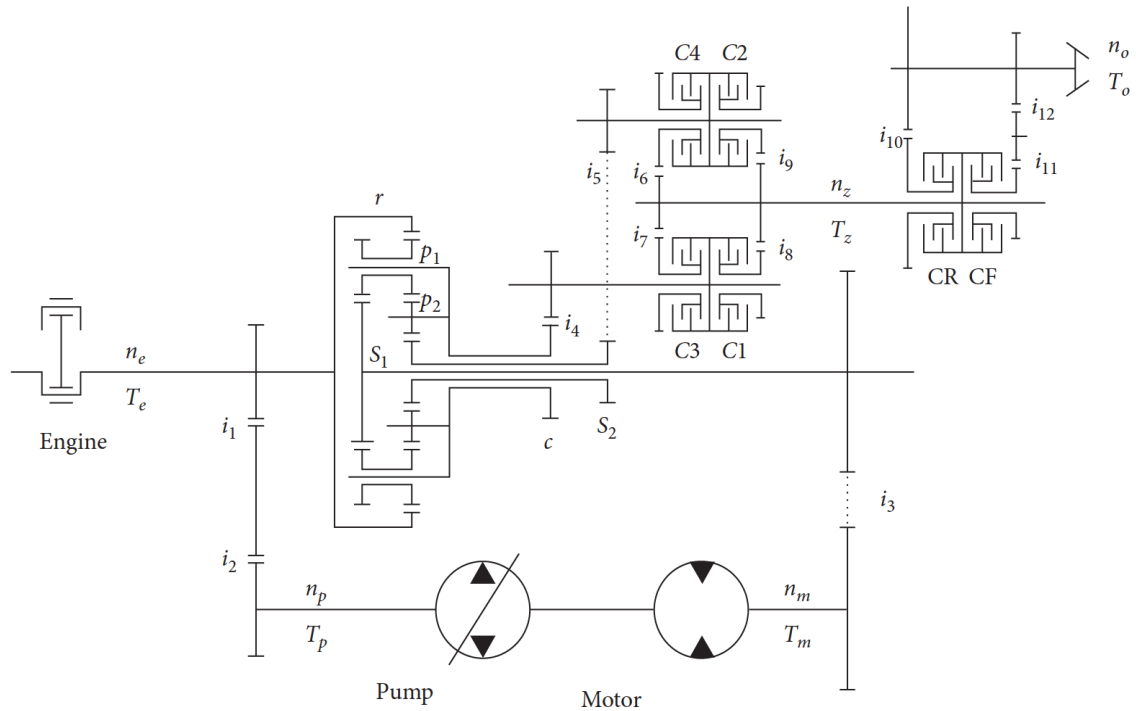 C4 C2
n_o
T_o
i_12
i_10
i_11
i_5
i_6
i_9
n_z
T_z
r
i_7
i_8
CR CF
p_1
p_2
i_4
C3 C1
S_1
n_e
T_e
Engine
i_1
c
S_2
i_3
i_2
n_p
T_p
n_m
T_m
Pump
Motor